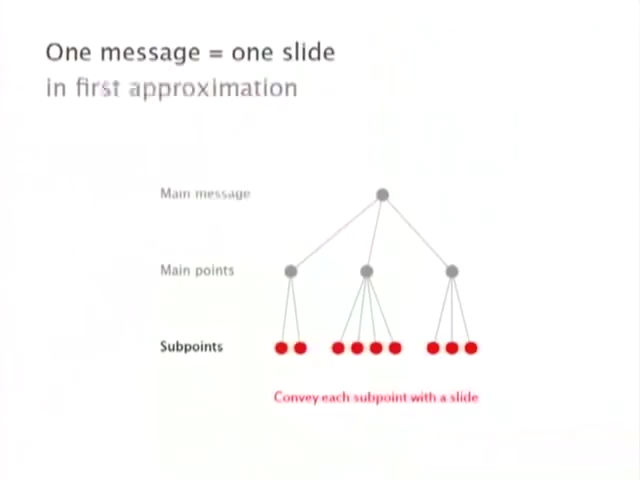 One message = one slide
in first approximation
Main message
Main points
Subpoints
Convey each subpoint with a slide